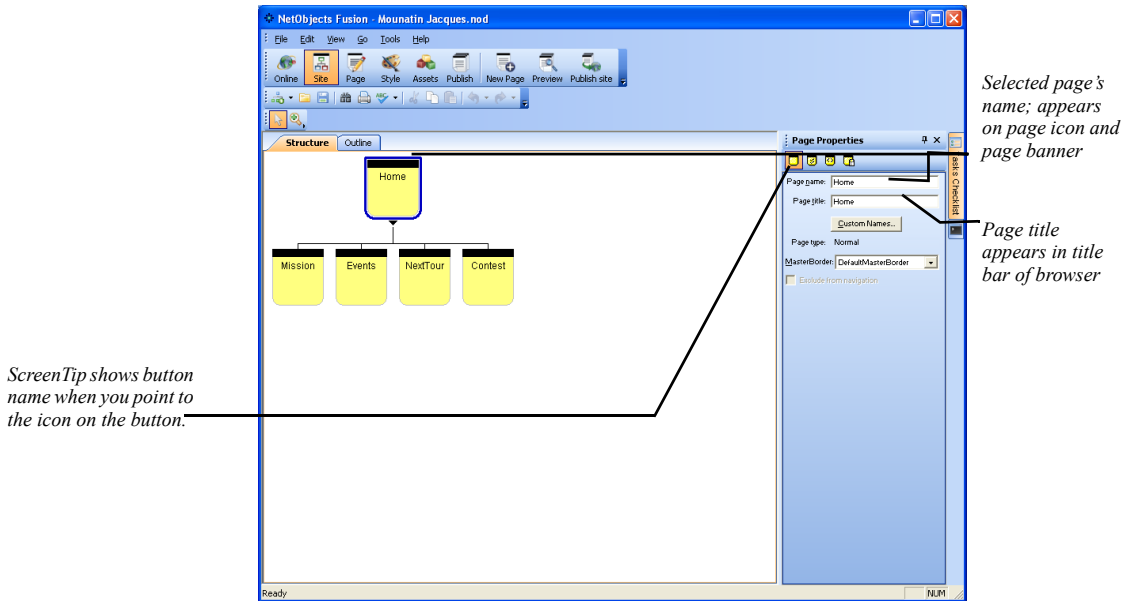 NetObjects Fusion - Mounatin Jacques.nod
File Edit View Go Tools Help
Online Site Page Style Assets Publish New Page Preview Publish site
Structure Outline
Home
Mission Events NextTour Contest
Page Properties
Page name: Home
Page title: Home
Custom Names..
Page type: Normal
MasterBorder: DefaultMasterBorder
Exclude from navigation
Checklist
Ready
NUM
Selected page’s
name; appears
on page icon and
page banner
Page title
appears in title
bar of browser
ScreenTip shows button
name when you point to
the icon on the button.